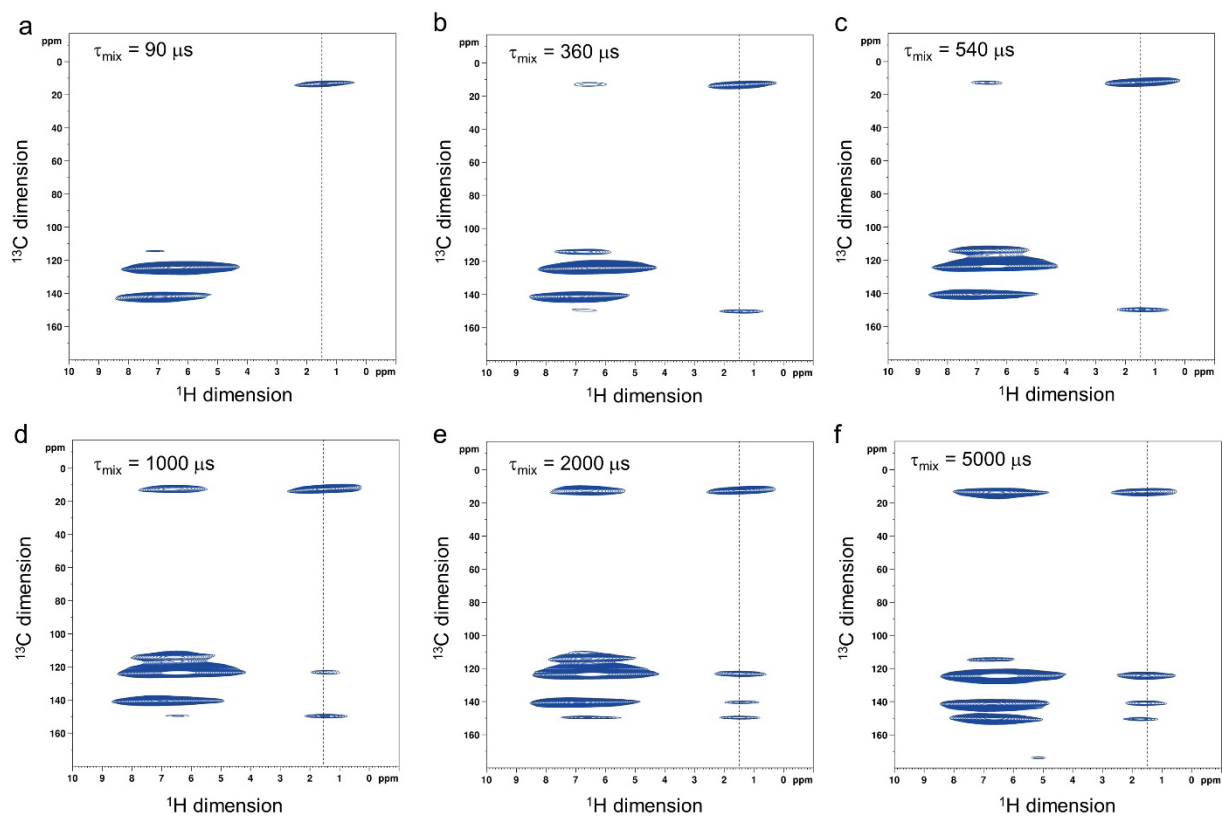 a
τmix = 90 μs
ppm
0
20
40
60
80
100
120
140
160
13C dimension
10 9 8 7 6 5 4 3 2 1 0 ppm
1H dimension
b
τmix = 360 μs
ppm
0
20
40
60
80
100
120
140
160
13C dimension
10 9 8 7 6 5 4 3 2 1 0 ppm
1H dimension
c
τmix = 540 μs
ppm
0
20
40
60
80
100
120
140
160
13C dimension
10 9 8 7 6 5 4 3 2 1 0 ppm
1H dimension
d
τmix = 1000 μs
ppm
0
20
40
60
80
100
120
140
160
13C dimension
10 9 8 7 6 5 4 3 2 1 0 ppm
1H dimension
e
τmix = 2000 μs
ppm
0
20
40
60
80
100
120
140
160
13C dimension
10 9 8 7 6 5 4 3 2 1 0 ppm
1H dimension
f
τmix = 5000 μs
ppm
0
20
40
60
80
100
120
140
160
13C dimension
10 9 8 7 6 5 4 3 2 1 0 ppm
1H dimension